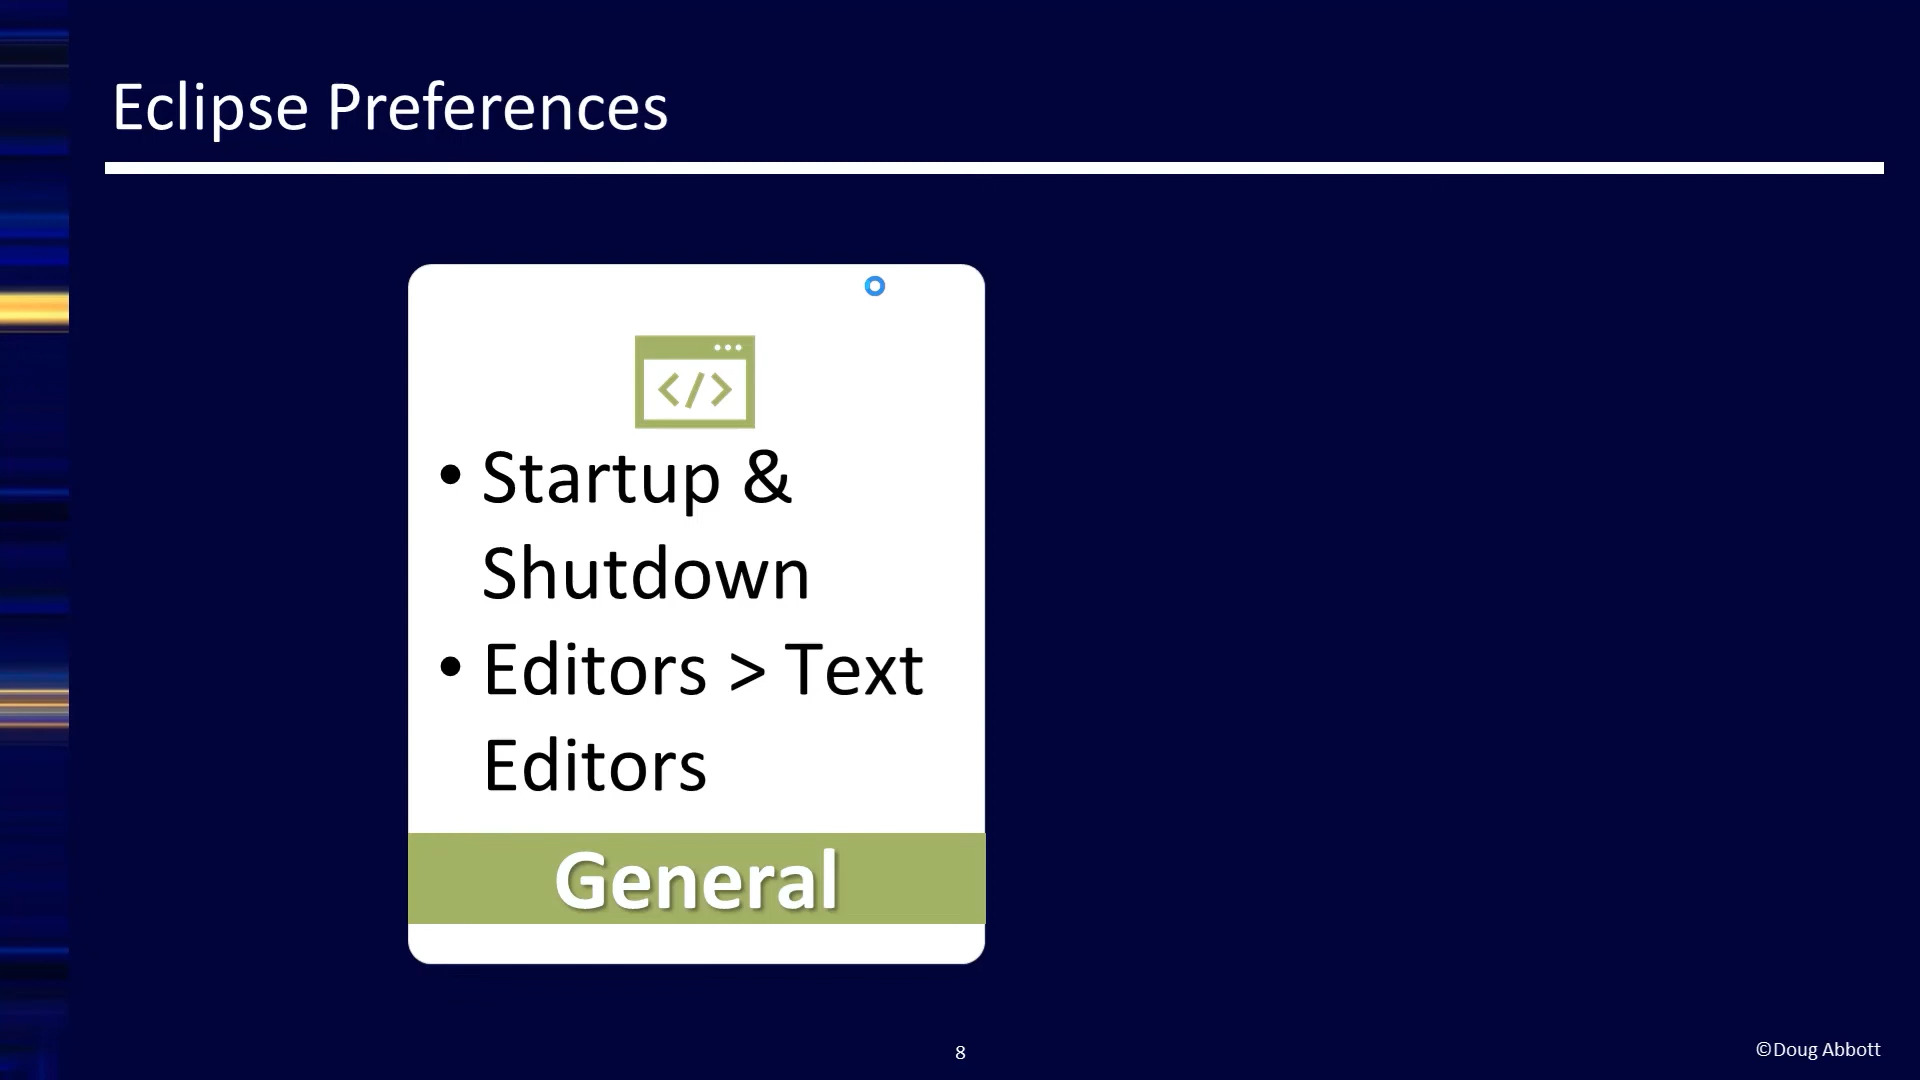 Eclipse Preferences
</>
• Startup &
Shutdown
• Editors > Text
Editors
General
8
©Doug Abbott